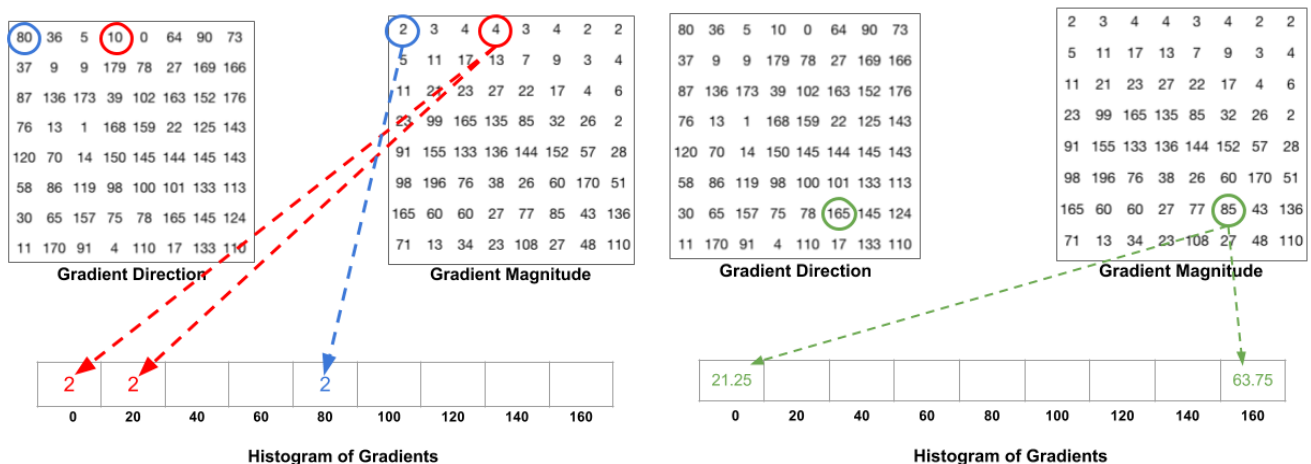 80 36 5 10 0 64 90 73
37 9 9 179 78 27 169 166
87 136 173 39 102 163 152 176
76 13 1 168 159 22 125 143
120 70 14 150 145 144 145 143
58 86 119 98 100 101 133 113
30 65 157 75 78 165 145 124
11 170 91 4 110 17 133 110
Gradient Direction
2 3 4 4 3 4 2 2
5 11 17 13 7 9 3 4
11 21 23 27 22 17 4 6
23 99 165 135 85 32 26 2
91 155 133 136 144 152 57 28
98 196 76 38 26 60 170 51
165 60 60 27 77 85 43 136
71 13 34 23 108 27 48 110
Gradient Magnitude
2 2 2
0 20 40 60 80 100 120 140 160
Histogram of Gradients
80 36 5 10 0 64 90 73
37 9 9 179 78 27 169 166
87 136 173 39 102 163 152 176
76 13 1 168 159 22 125 143
120 70 14 150 145 144 145 143
58 86 119 98 100 101 133 113
30 65 157 75 78 165 145 124
11 170 91 4 110 17 133 110
Gradient Direction
2 3 4 4 3 4 2 2
5 11 17 13 7 9 3 4
11 21 23 27 22 17 4 6
23 99 165 135 85 32 26 2
91 155 133 136 144 152 57 28
98 196 76 38 26 60 170 51
165 60 60 27 77 85 43 136
71 13 34 23 108 27 48 110
Gradient Magnitude
21.25 63.75
0 20 40 60 80 100 120 140 160
Histogram of Gradients